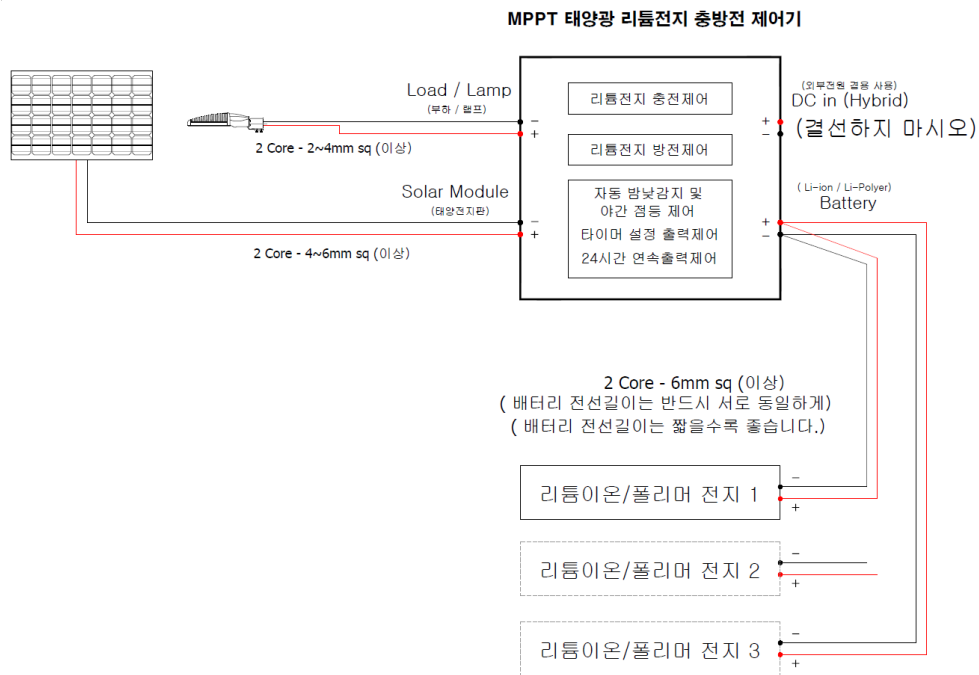 MPPT 태양광 리튬전지 충방전 제어기
Load / Lamp
(부하 / 램프)
−
+
2 Core - 2~4mm sq (이상)
Solar Module
(태양전지판)
−
+
2 Core - 4~6mm sq (이상)
리튬전지 충전제어
리튬전지 방전제어
자동 밤낮감지 및
야간 점등 제어
타이머 설정 출력제어
24시간 연속출력제어
(외부전원 겸용 사용)
DC in (Hybrid)
+
−
(결선하지 마시오)
( Li-ion / Li-Polyer)
Battery
+
−
2 Core - 6mm sq (이상)
( 배터리 전선길이는 반드시 서로 동일하게)
( 배터리 전선길이는 짧을수록 좋습니다.)
리튬이온/폴리머 전지 1
−
+
리튬이온/폴리머 전지 2
−
+
리튬이온/폴리머 전지 3
−
+